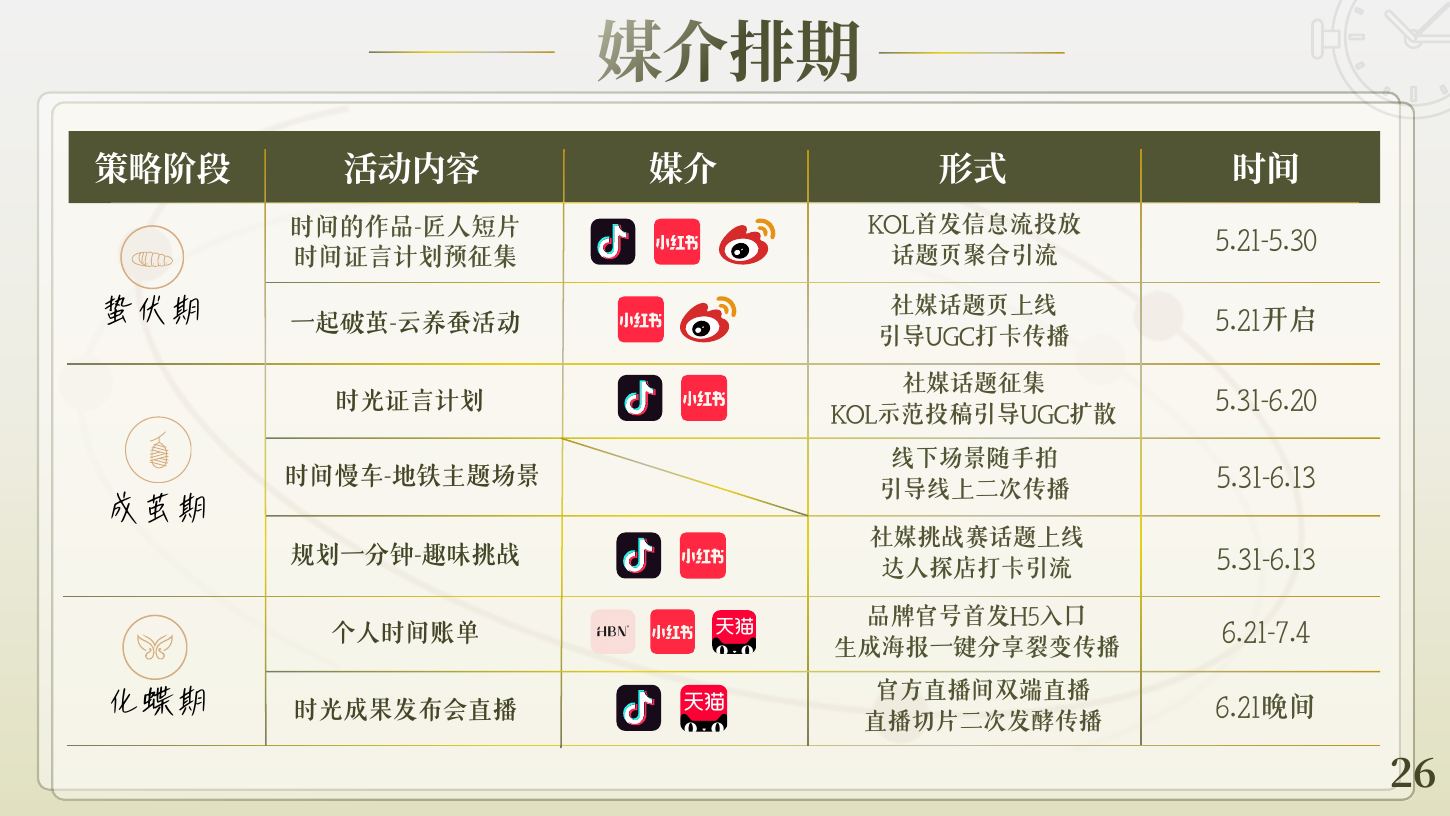 媒介排期
策略阶段 活动内容 媒介 形式 时间
蛰伏期
时间的作品-匠人短片
时间证言计划预征集
小红书
KOL首发信息流投放
话题页聚合引流
5.21-5.30
一起破茧-云养蚕活动
小红书
社媒话题页上线
引导UGC打卡传播
5.21开启
成茧期
时光证言计划
小红书
社媒话题征集
KOL示范投稿引导UGC扩散
5.31-6.20
时间慢车-地铁主题场景
线下场景随手拍
引导线上二次传播
5.31-6.13
规划一分钟-趣味挑战
小红书
社媒挑战赛话题上线
达人探店打卡引流
5.31-6.13
化蝶期
个人时间账单
HBN
小红书
天猫
品牌官号首发H5入口
生成海报一键分享裂变传播
6.21-7.4
时光成果发布会直播
天猫
官方直播间双端直播
直播切片二次发酵传播
6.21晚间
26